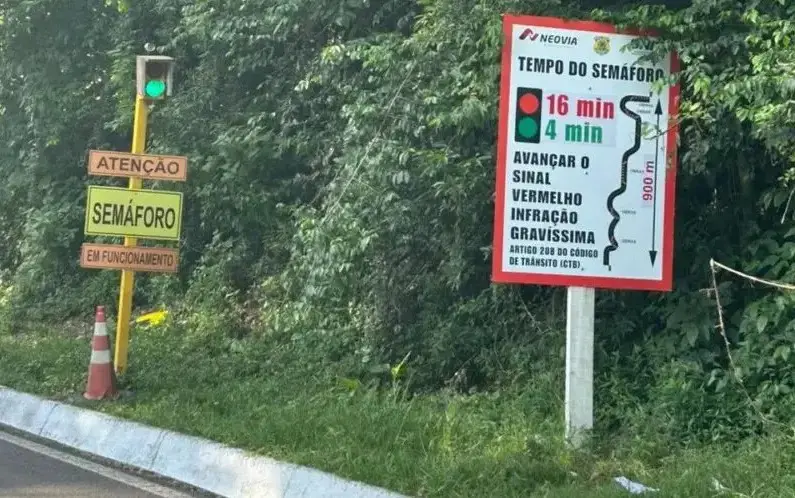 ATENÇÃO
SEMÁFORO
EM FUNCIONAMENTO
NEOVIA
TEMPO DO SEMÁFORO
16 min
4 min
AVANÇAR O
SINAL
VERMELHO
INFRAÇÃO
GRAVÍSSIMA
ARTIGO 208 DO CÓDIGO
DE TRÂNSITO (CTB)
900 m